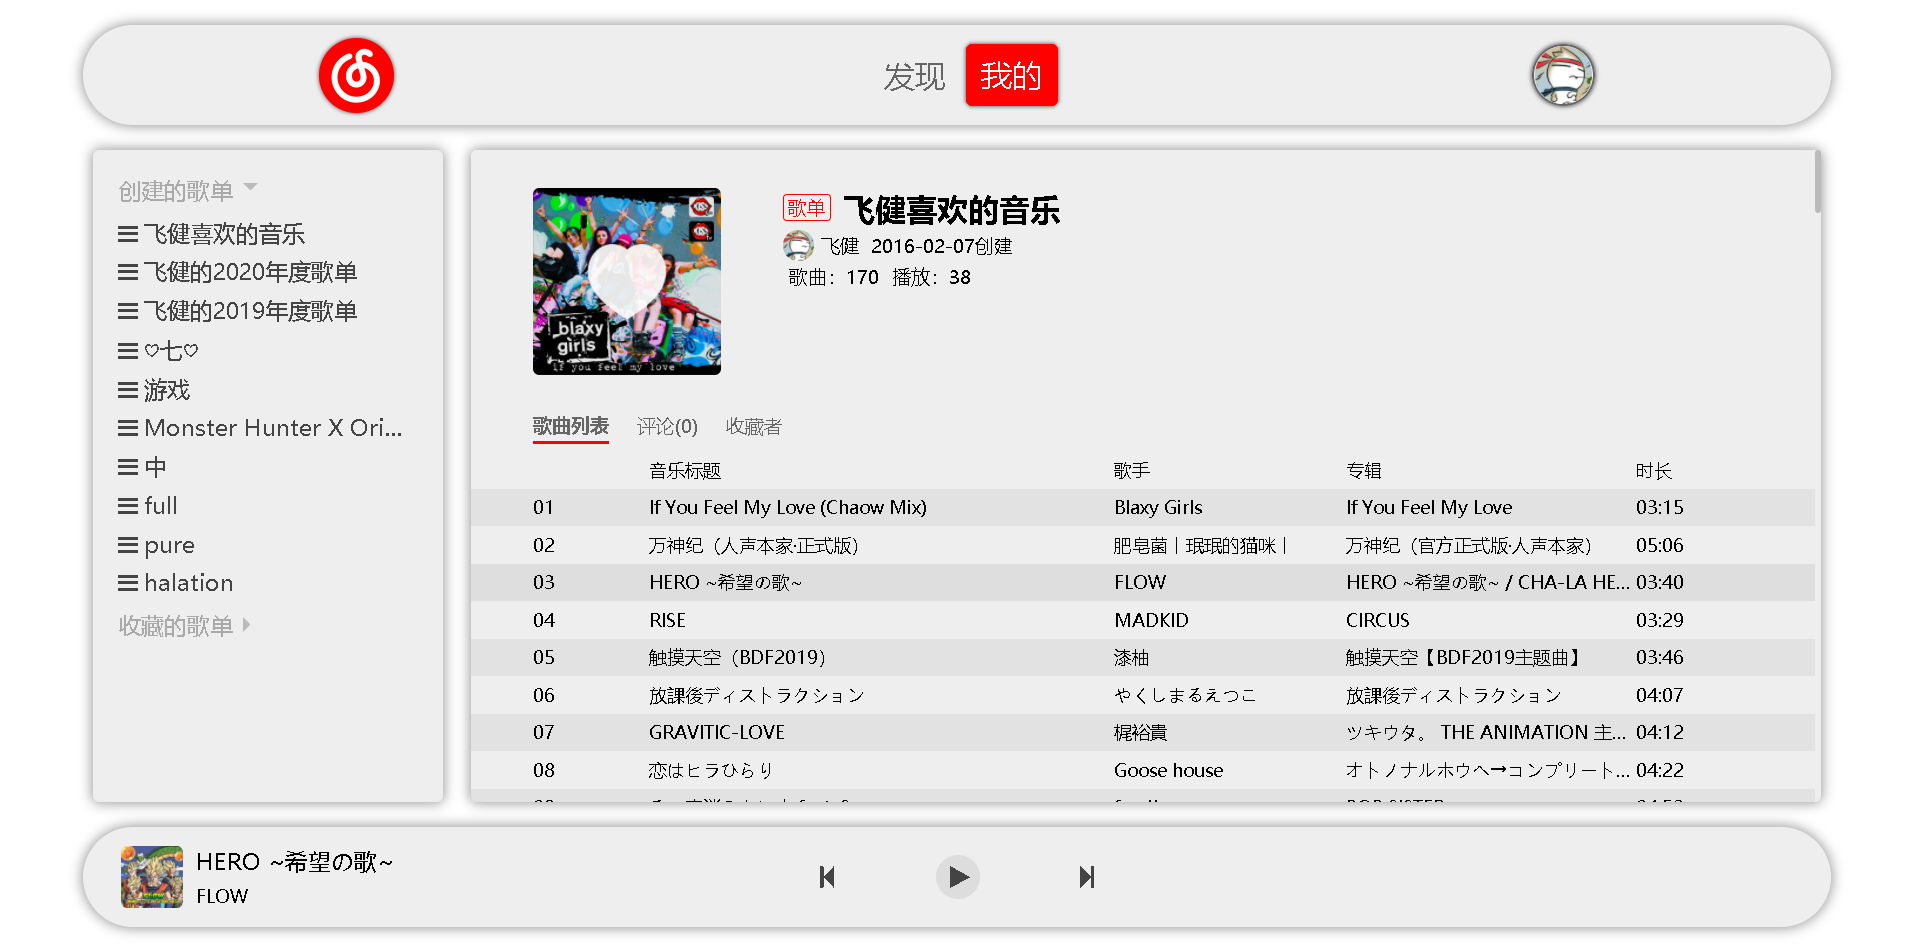 发现 我的
创建的歌单
飞健喜欢的音乐
飞健的2020年度歌单
飞健的2019年度歌单
♡七♡
游戏
Monster Hunter X Ori...
中
full
pure
halation
收藏的歌单
blaxy
girls
if you feel my love
歌单 飞健喜欢的音乐
飞健 2016-02-07创建
歌曲：170 播放：38
歌曲列表 评论(0) 收藏者
音乐标题 歌手 专辑 时长
01 If You Feel My Love (Chaow Mix) Blaxy Girls If You Feel My Love 03:15
02 万神纪（人声本家·正式版） 肥皂菌丨珉珉的猫咪丨 万神纪（官方正式版·人声本家） 05:06
03 HERO ~希望の歌~ FLOW HERO ~希望の歌~ / CHA-LA HE... 03:40
04 RISE MADKID CIRCUS 03:29
05 触摸天空（BDF2019） 漆柚 触摸天空【BDF2019主题曲】 03:46
06 放課後ディストラクション やくしまるえつこ 放課後ディストラクション 04:07
07 GRAVITIC-LOVE 梶裕貴 ツキウタ。 THE ANIMATION 主... 04:12
08 恋はヒラひらり Goose house オトノナルホウヘ→コンプリート... 04:22
HERO ~希望の歌~
FLOW